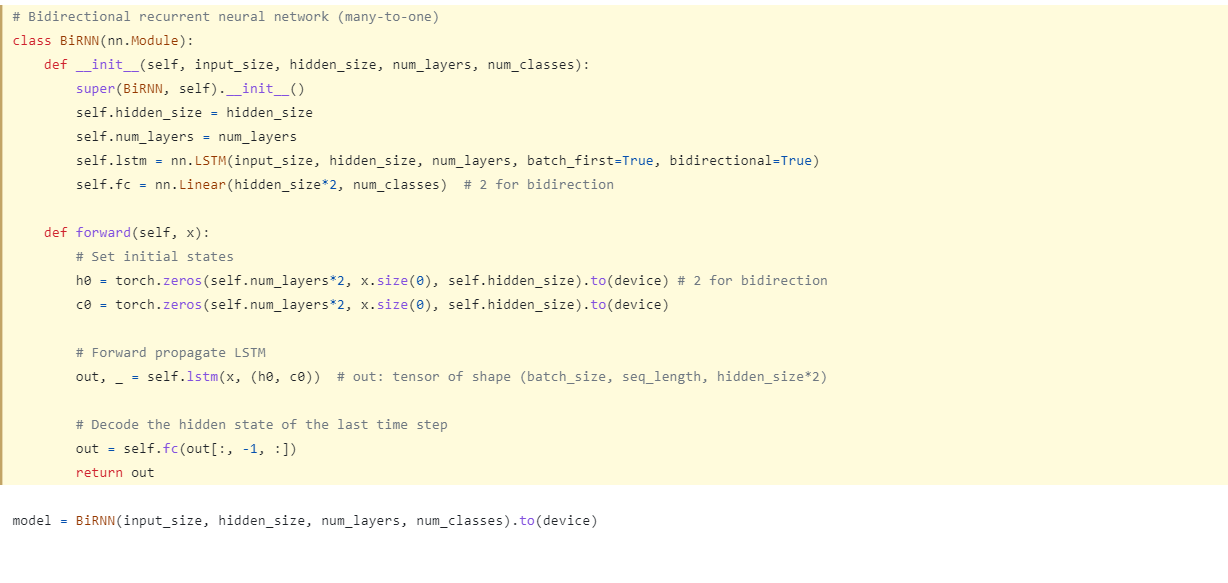 # Bidirectional recurrent neural network (many-to-one)
class BiRNN(nn.Module):
    def __init__(self, input_size, hidden_size, num_layers, num_classes):
        super(BiRNN, self).__init__()
        self.hidden_size = hidden_size
        self.num_layers = num_layers
        self.lstm = nn.LSTM(input_size, hidden_size, num_layers, batch_first=True, bidirectional=True)
        self.fc = nn.Linear(hidden_size*2, num_classes)  # 2 for bidirection
    def forward(self, x):
        # Set initial states
        h0 = torch.zeros(self.num_layers*2, x.size(0), self.hidden_size).to(device) # 2 for bidirection
        c0 = torch.zeros(self.num_layers*2, x.size(0), self.hidden_size).to(device)
        # Forward propagate LSTM
        out, _ = self.lstm(x, (h0, c0))  # out: tensor of shape (batch_size, seq_length, hidden_size*2)
        # Decode the hidden state of the last time step
        out = self.fc(out[:, -1, :])
        return out
model = BiRNN(input_size, hidden_size, num_layers, num_classes).to(device)